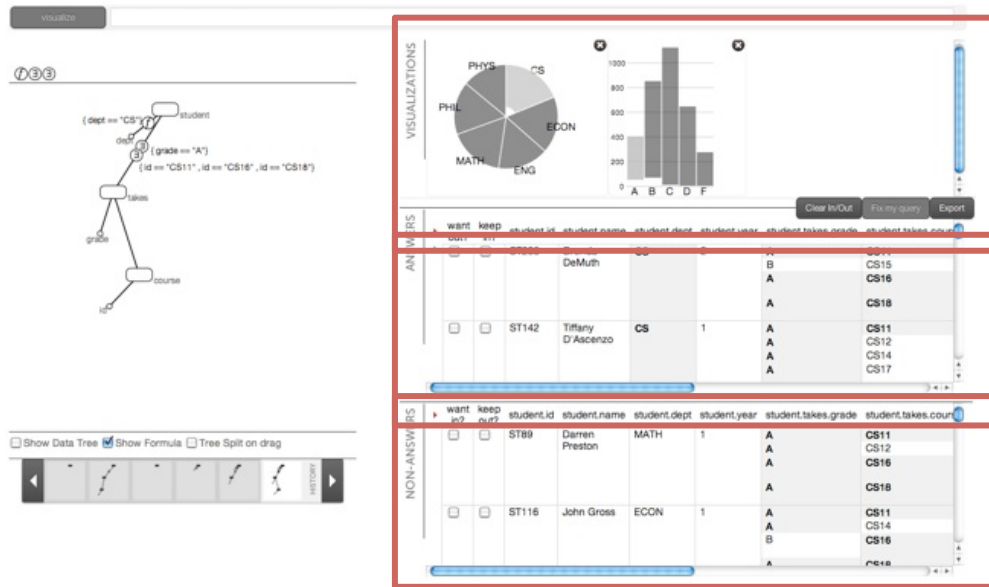 visualize
{ dept == "CS"}
student
dept
{ grade == "A"}
{ id == "CS11" , id == "CS16" , id == "CS18"}
takes
grade
course
id
Show Data Tree Show Formula Tree Split on drag
HISTORY
VISUALIZATIONS
PHYS CS
PHIL ECON
MATH ENG
1000
800
600
400
200
0
A B C D F
Clear In/Out Fix my query Export
ANSWERS
want out? keep in? student.id student.name student.dept student.year student.takes.grade student.takes.cour
DeMuth CS A CS11
B CS15
A CS16
A CS18
ST142 Tiffany D'Ascenzo CS 1 A CS11
A CS12
A CS14
A CS17
NON-ANSWERS
want in? keep out? student.id student.name student.dept student.year student.takes.grade student.takes.cour
ST89 Darren Preston MATH 1 A CS11
A CS12
A CS16
A CS18
ST116 John Gross ECON 1 A CS11
A CS14
B CS16
A CS18